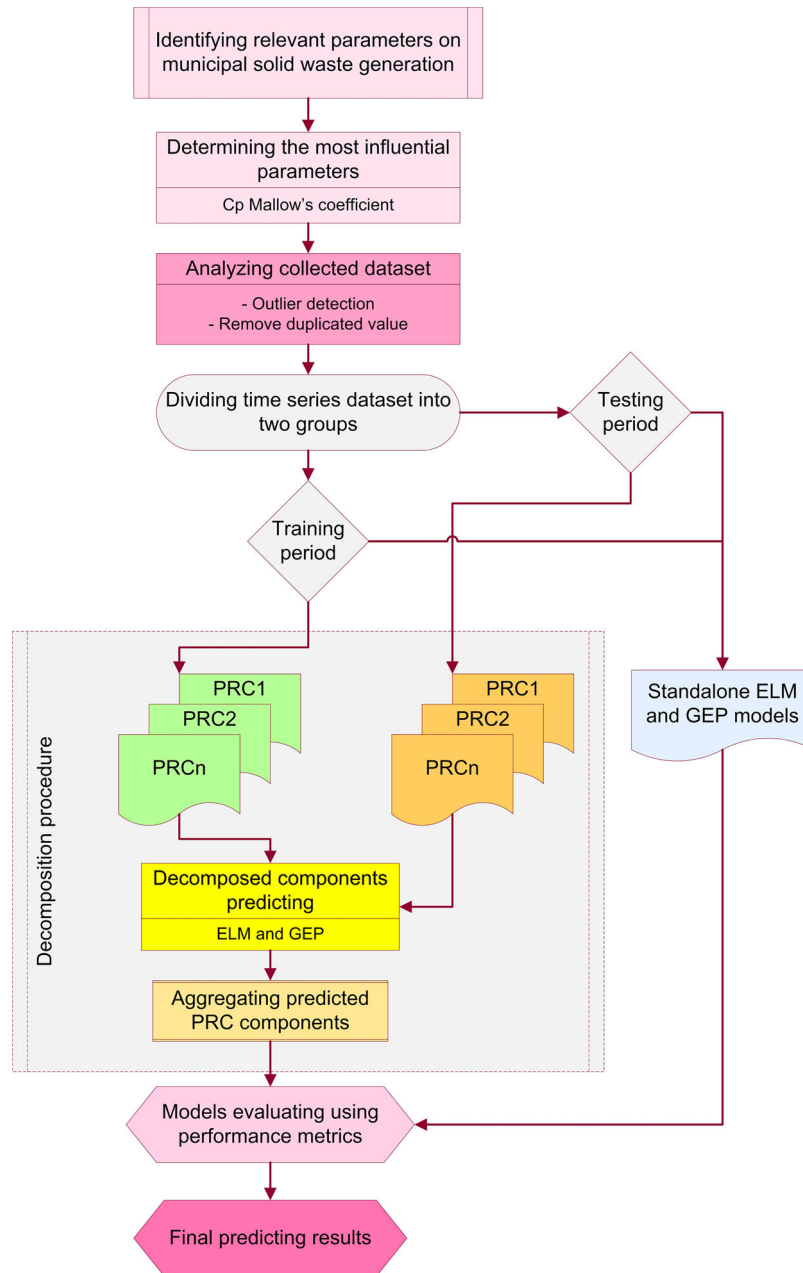 Identifying relevant parameters on
municipal solid waste generation
Determining the most influential
parameters
Cp Mallow's coefficient
Analyzing collected dataset
- Outlier detection
- Remove duplicated value
Dividing time series dataset into
two groups
Testing
period
Training
period
Decomposition procedure
PRC1
PRC2
PRCn
PRC1
PRC2
PRCn
Standalone ELM
and GEP models
Decomposed components
predicting
ELM and GEP
Aggregating predicted
PRC components
Models evaluating using
performance metrics
Final predicting results